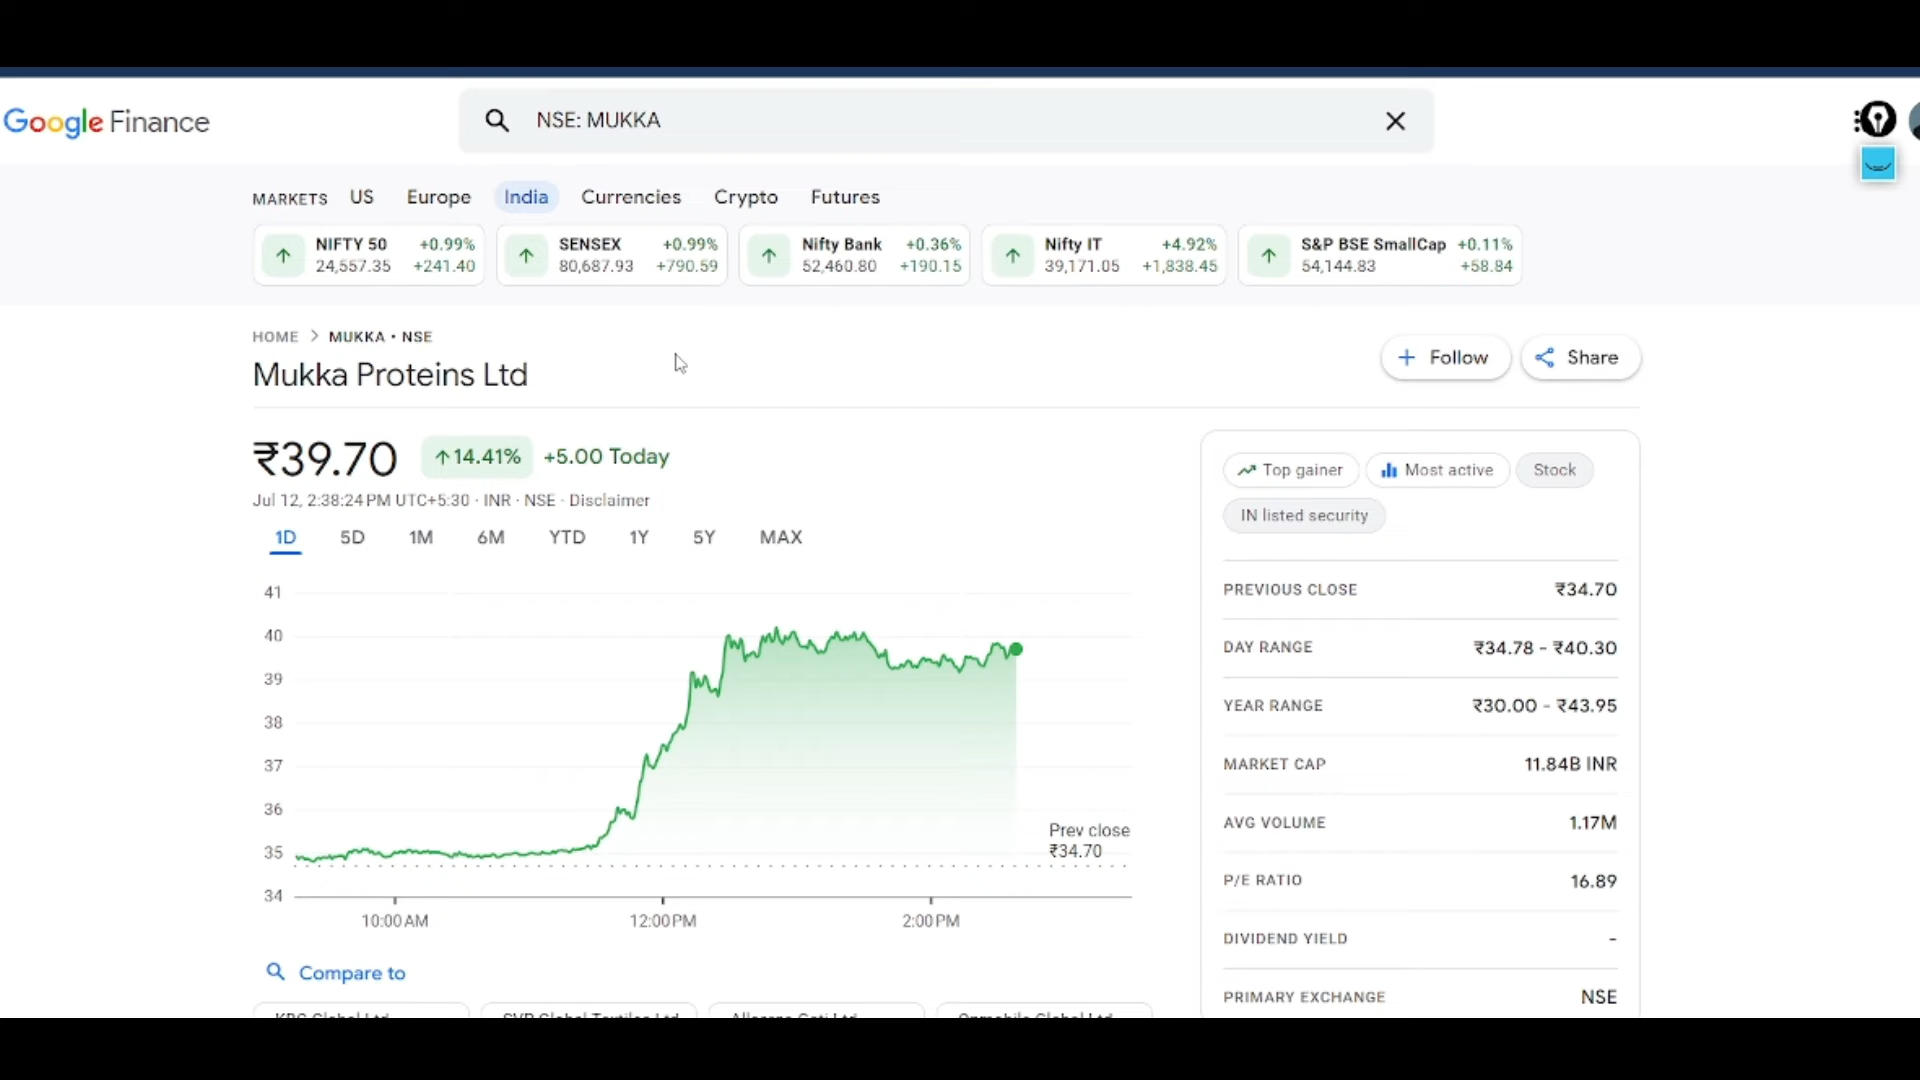 Google Finance
NSE: MUKKA
MARKETS US Europe India Currencies Crypto Futures
NIFTY 50 +0.99%
24,557.35 +241.40
SENSEX +0.99%
80,687.93 +790.59
Nifty Bank +0.36%
52,460.80 +190.15
Nifty IT +4.92%
39,171.05 +1,838.45
S&P BSE SmallCap +0.11%
54,144.83 +58.84
HOME > MUKKA • NSE
Mukka Proteins Ltd
+ Follow
Share
₹39.70 ↑14.41% +5.00 Today
Jul 12, 2:38:24 PM UTC+5:30 · INR · NSE · Disclaimer
1D 5D 1M 6M YTD 1Y 5Y MAX
41
40
39
38
37
36
35
34
Prev close
₹34.70
10:00 AM 12:00 PM 2:00 PM
Compare to
Top gainer Most active Stock
IN listed security
PREVIOUS CLOSE ₹34.70
DAY RANGE ₹34.78 - ₹40.30
YEAR RANGE ₹30.00 - ₹43.95
MARKET CAP 11.84B INR
AVG VOLUME 1.17M
P/E RATIO 16.89
DIVIDEND YIELD -
PRIMARY EXCHANGE NSE